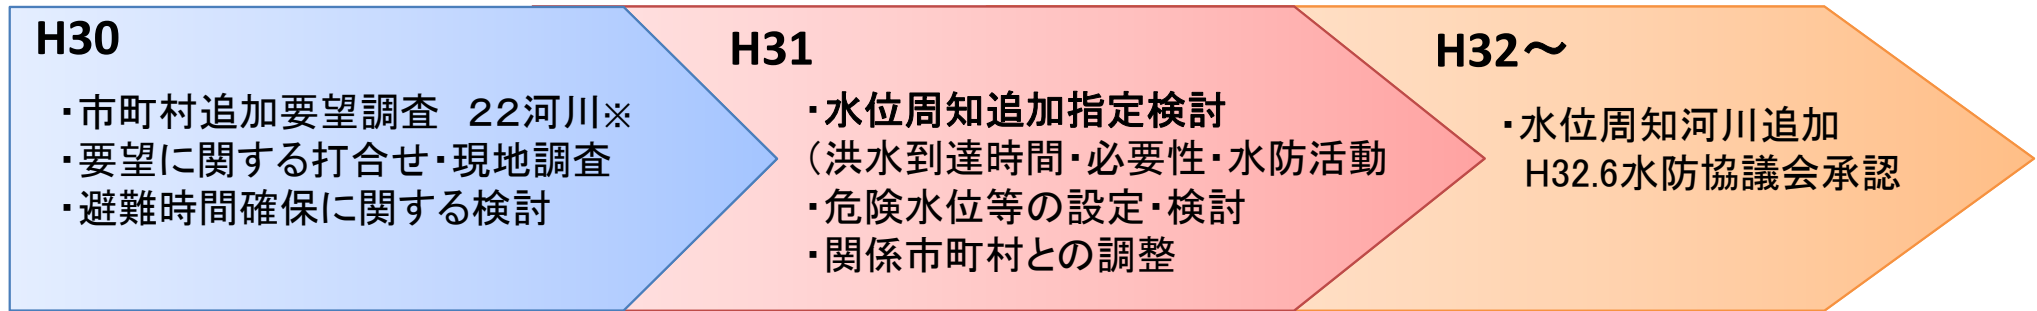 H30
・市町村追加要望調査　２２河川※
・要望に関する打合せ・現地調査
・避難時間確保に関する検討
H31
・水位周知追加指定検討
（洪水到達時間・必要性・水防活動
・危険水位等の設定・検討
・関係市町村との調整
H32～
・水位周知河川追加
H32.6水防協議会承認